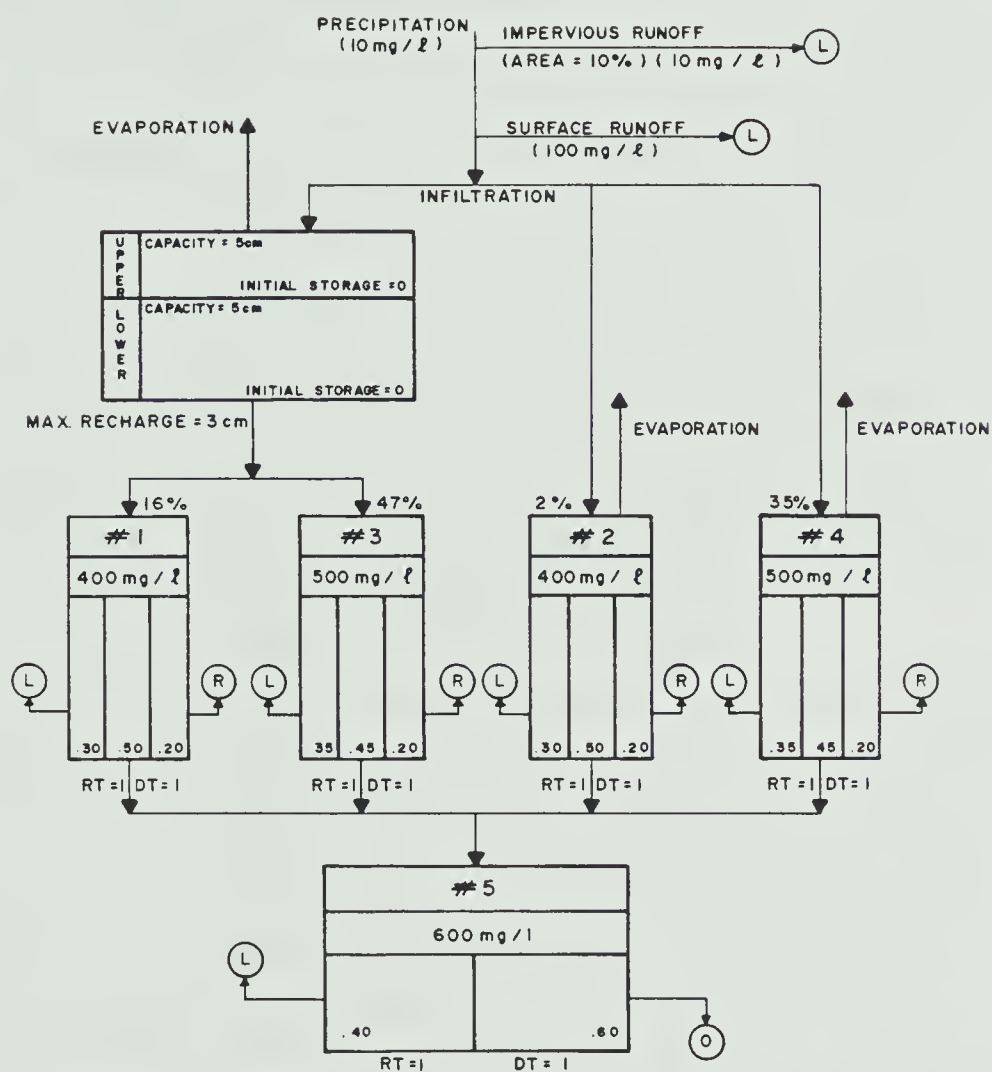 PRECIPITATION
(10 mg / ℓ)
IMPERVIOUS RUNOFF
(AREA = 10%) (10 mg / ℓ)
L
EVAPORATION
SURFACE RUNOFF
(100 mg / ℓ)
L
INFILTRATION
UPPER
CAPACITY = 5cm
INITIAL STORAGE = 0
LOWER
CAPACITY = 5cm
INITIAL STORAGE = 0
MAX. RECHARGE = 3 cm
EVAPORATION
EVAPORATION
16% 47% 2% 35%
#1 #3 #2 #4
400 mg / ℓ 500 mg / ℓ 400 mg / ℓ 500 mg / ℓ
L R L R L R L R
.30 .50 .20 .35 .45 .20 .30 .50 .20 .35 .45 .20
RT = 1 DT = 1 RT = 1 DT = 1 RT = 1 DT = 1 RT = 1 DT = 1
#5
600 mg / l
L
.40 .60
O
RT = 1 DT = 1